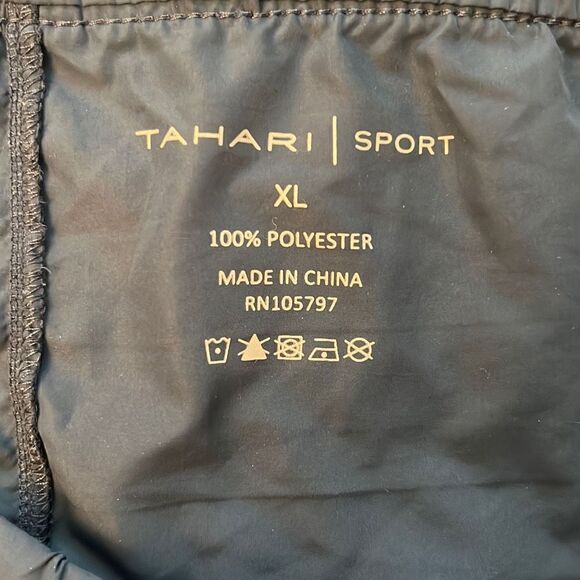 TAHARI | SPORT
XL
100% POLYESTER
MADE IN CHINA
RN105797